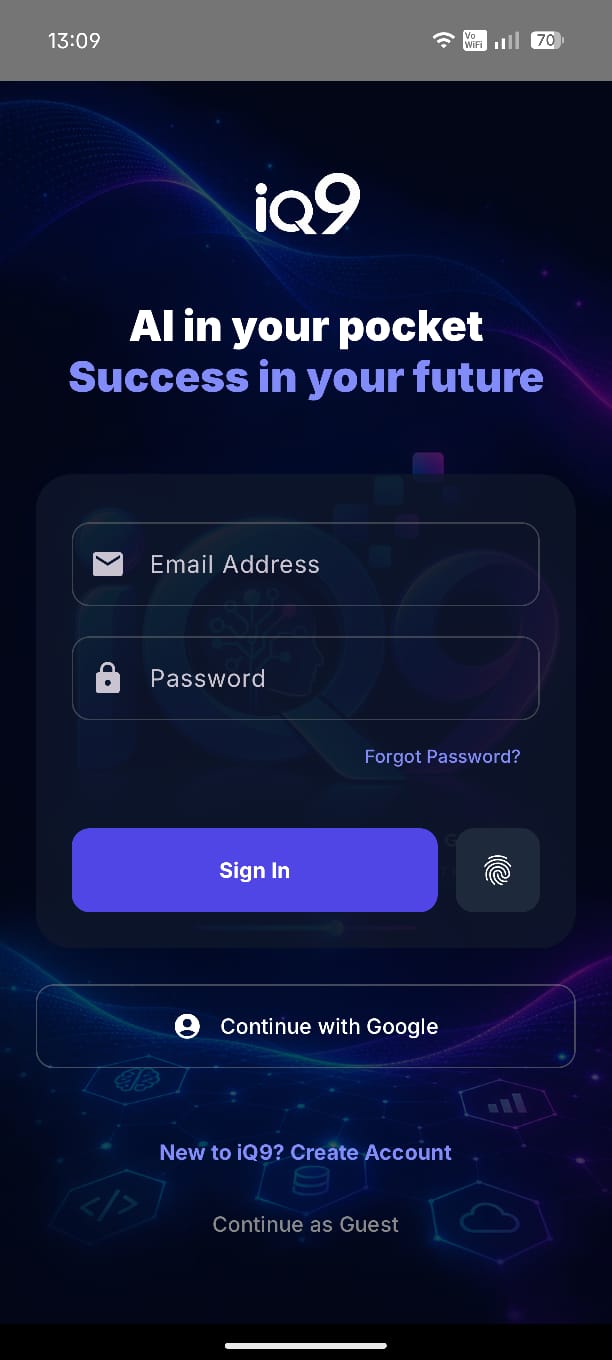 13:09
Vo
WiFi
70
iQ9
AI in your pocket
Success in your future
Email Address
Password
Forgot Password?
Sign In
Continue with Google
New to iQ9? Create Account
</>
Continue as Guest